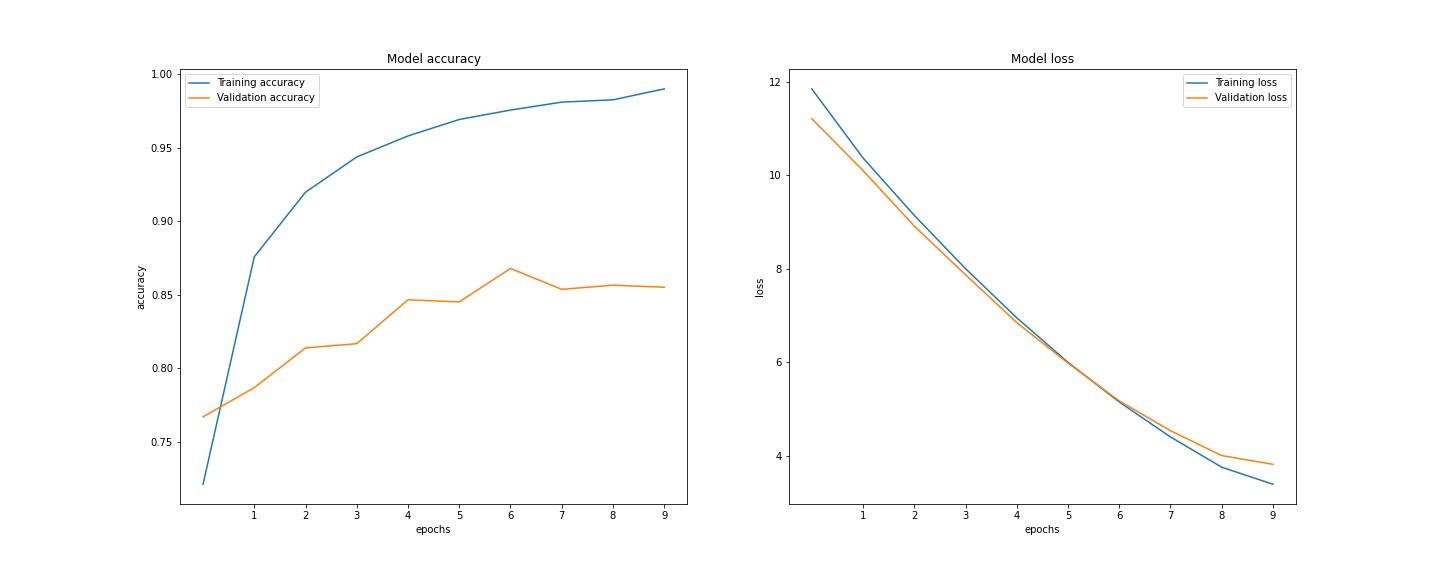 Model accuracy
Training accuracy
Validation accuracy
1.00
0.95
0.90
0.85
0.80
0.75
accuracy
1 2 3 4 5 6 7 8 9
epochs
Model loss
Training loss
Validation loss
12
10
8
6
4
loss
1 2 3 4 5 6 7 8 9
epochs